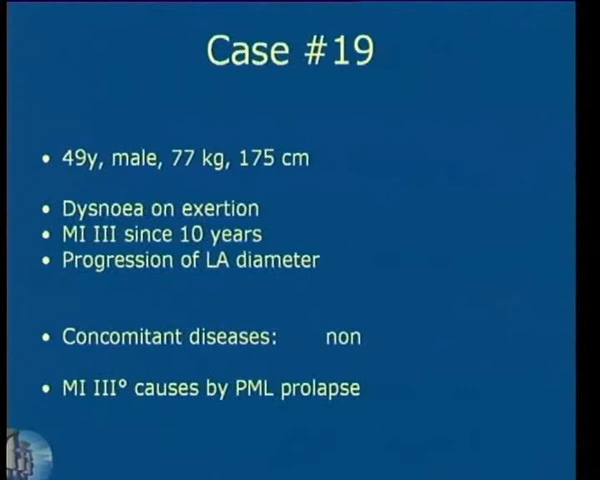 Case #19
• 49y, male, 77 kg, 175 cm
• Dysnoea on exertion
• MI III since 10 years
• Progression of LA diameter
• Concomitant diseases: non
• MI III° causes by PML prolapse